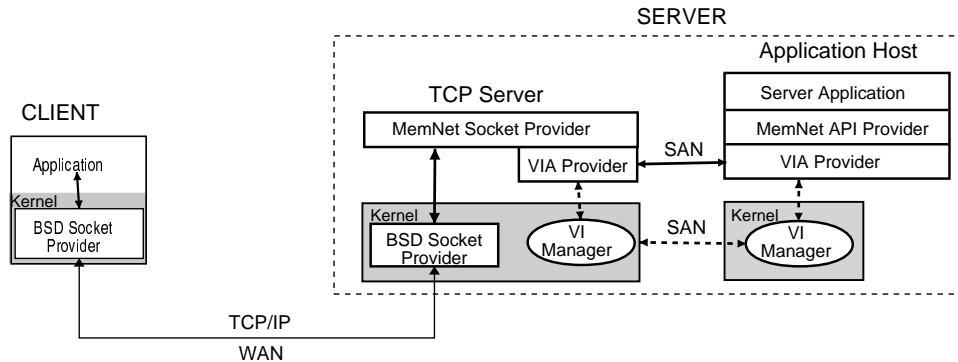 SERVER
Application Host
TCP Server
Server Application
CLIENT
MemNet Socket Provider
MemNet API Provider
SAN
Application
VIA Provider
VIA Provider
Kernel
Kernel
Kernel
BSD Socket
Provider
BSD Socket
Provider
VI
Manager
SAN
VI
Manager
TCP/IP
WAN